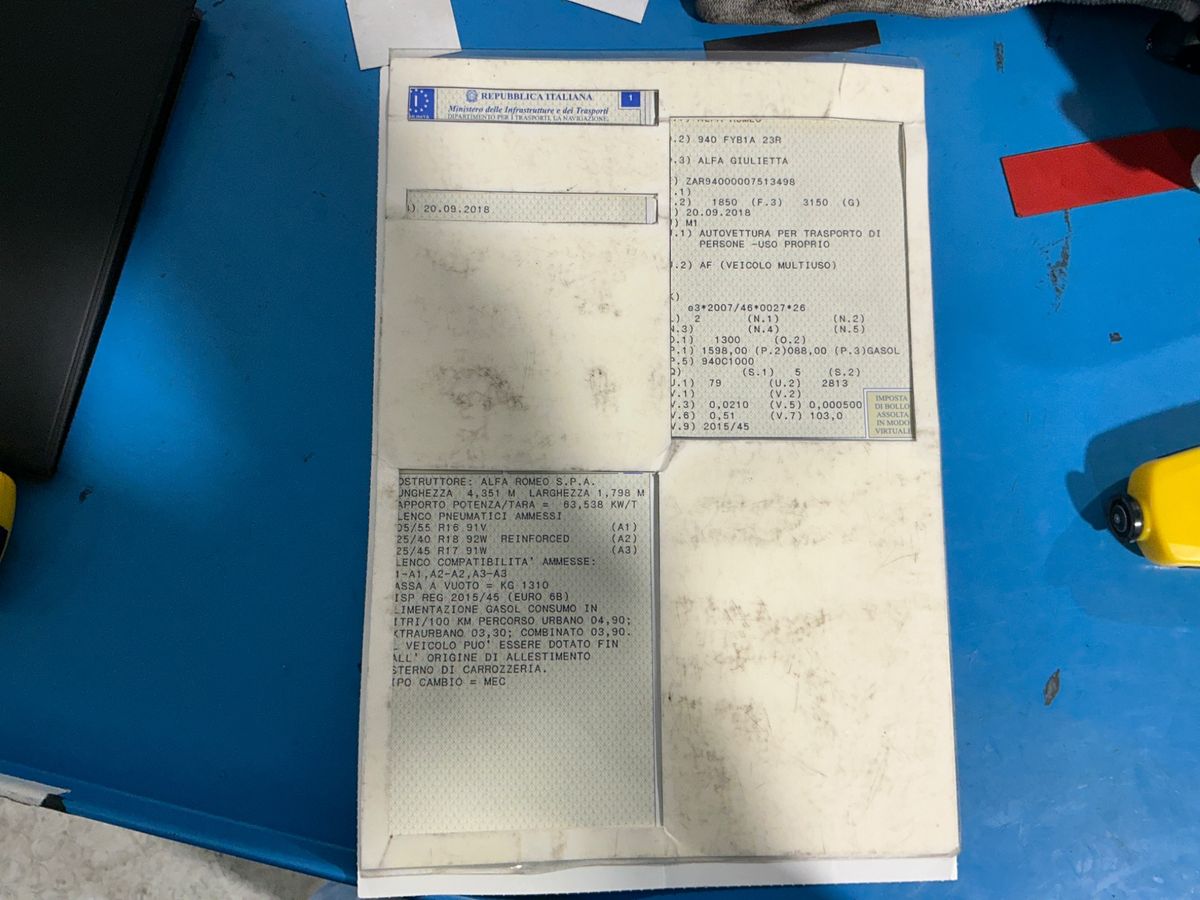 REPUBBLICA ITALIANA
1
Ministero delle Infrastrutture e dei Trasporti
DIPARTIMENTO PER I TRASPORTI, LA NAVIGAZIONE,
I
) 20.09.2018
ALFA ROMEO
.2) 940 FYB1A 23R
.3) ALFA GIULIETTA
) ZAR94000007513498
.1)
.2) 1850 (F.3) 3150 (G)
) 20.09.2018
) M1
.1) AUTOVETTURA PER TRASPORTO DI
PERSONE -USO PROPRIO
.2) AF (VEICOLO MULTIUSO)
)
e3*2007/46*0027*26
) 2 (N.1) (N.2)
N.3) (N.4) (N.5)
.1) 1300 (O.2)
P.1) 1598,00 (P.2)088,00 (P.3)GASOL
P.5) 940C1000
) (S.1) 5 (S.2)
U.1) 79 (U.2) 2813
V.1) (V.2)
V.3) 0,0210 (V.5) 0,000500
V.6) 0,51 (V.7) 103,0
V.9) 2015/45
IMPOSTA
DI BOLLO
ASSOLTA
IN MODO
VIRTUALE
OSTRUTTORE: ALFA ROMEO S.P.A.
UNGHEZZA 4,351 M LARGHEZZA 1,798 M
APPORTO POTENZA/TARA = 63,538 KW/T
LENCO PNEUMATICI AMMESSI
05/55 R16 91V (A1)
25/40 R18 92W REINFORCED (A2)
25/45 R17 91W (A3)
LENCO COMPATIBILITA' AMMESSE:
1-A1,A2-A2,A3-A3
ASSA A VUOTO = KG 1310
ISP REG 2015/45 (EURO 6B)
LIMENTAZIONE GASOL CONSUMO IN
ITRI/100 KM PERCORSO URBANO 04,90;
XTRAURBANO 03,30; COMBINATO 03,90.
L VEICOLO PUO' ESSERE DOTATO FIN
ALL' ORIGINE DI ALLESTIMENTO
STERNO DI CARROZZERIA.
IPO CAMBIO = MEC